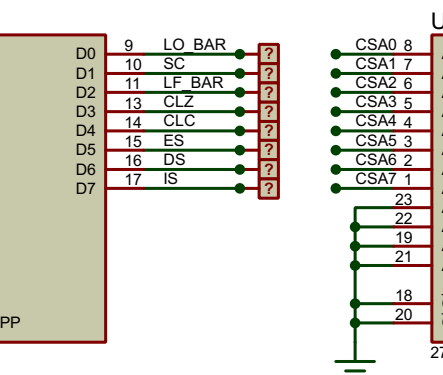 U
D0 9 LO_BAR ? CSA0 8
D1 10 SC ? CSA1 7
D2 11 LF_BAR ? CSA2 6
D3 13 CLZ ? CSA3 5
D4 14 CLC ? CSA4 4
D5 15 ES ? CSA5 3
D6 16 DS ? CSA6 2
D7 17 IS ? CSA7 1
23
22
19
21
18
PP 20
27